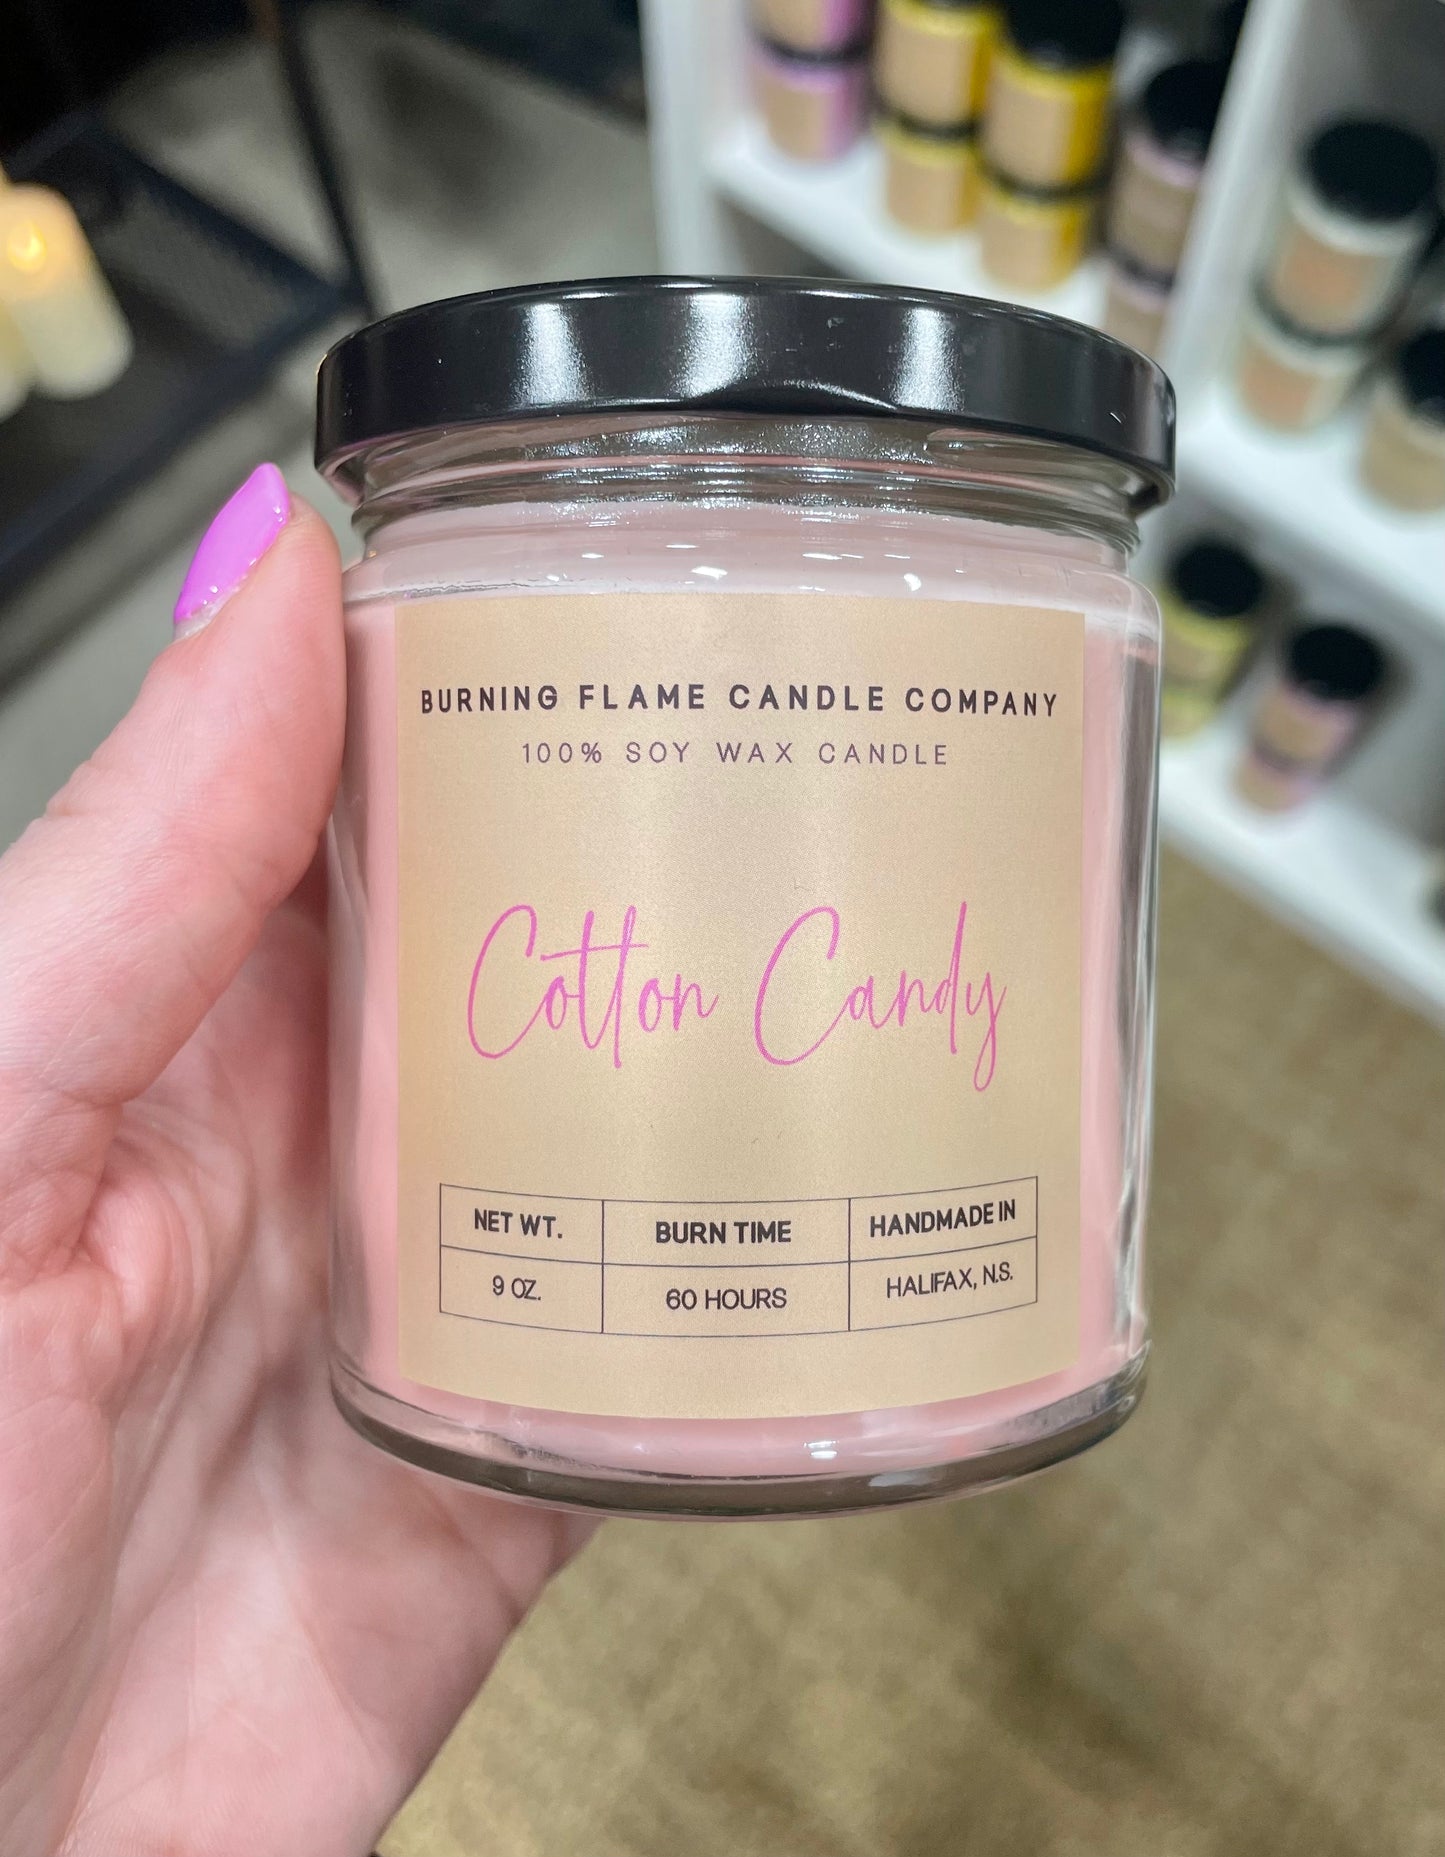 BURNING FLAME CANDLE COMPANY
100% SOY WAX CANDLE
Cotton Candy
NET WT. BURN TIME HANDMADE IN
9 OZ. 60 HOURS HALIFAX, N.S.